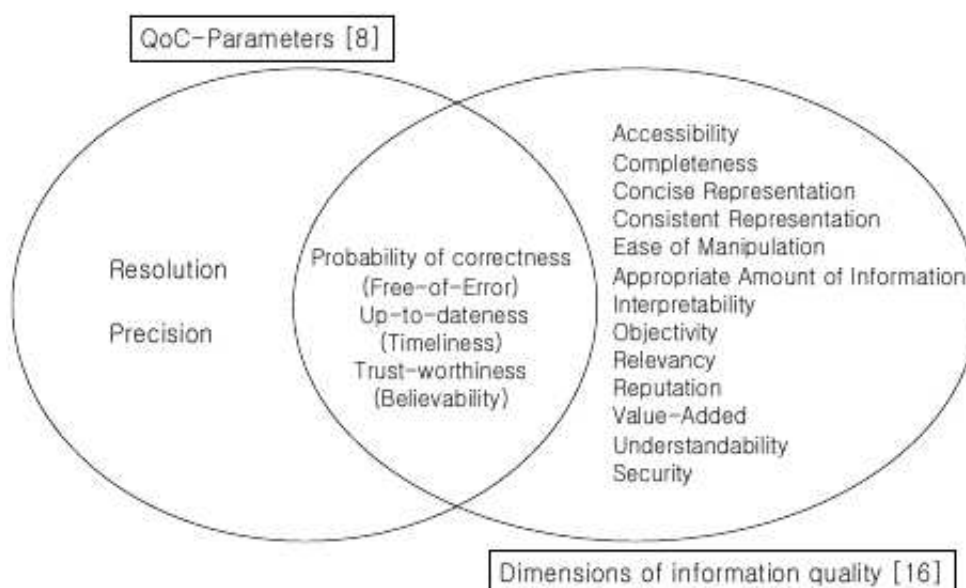 QoC-Parameters [8]
Resolution
Precision
Probability of correctness
(Free-of-Error)
Up-to-dateness
(Timeliness)
Trust-worthiness
(Believability)
Accessibility
Completeness
Concise Representation
Consistent Representation
Ease of Manipulation
Appropriate Amount of Information
Interpretability
Objectivity
Relevancy
Reputation
Value-Added
Understandability
Security
Dimensions of information quality [16]